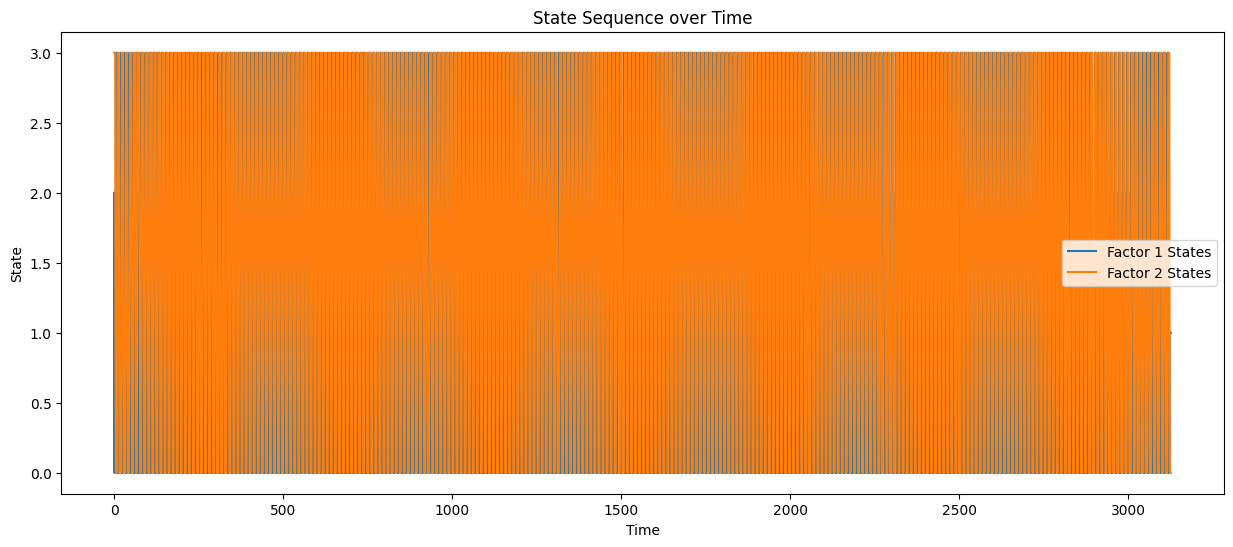 State Sequence over Time
3.0
2.5
2.0
1.5
1.0
0.5
0.0
State
Factor 1 States
Factor 2 States
0 500 1000 1500 2000 2500 3000
Time